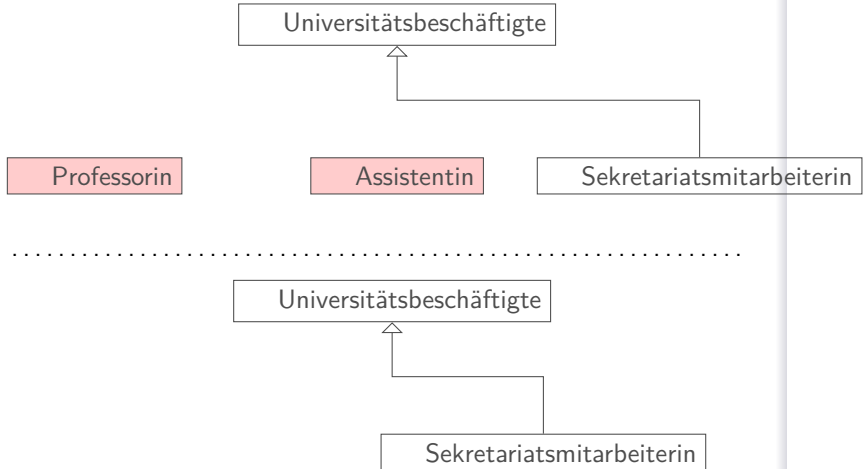 Universitätsbeschäftigte
Professorin Assistentin Sekretariatsmitarbeiterin
Universitätsbeschäftigte
Sekretariatsmitarbeiterin